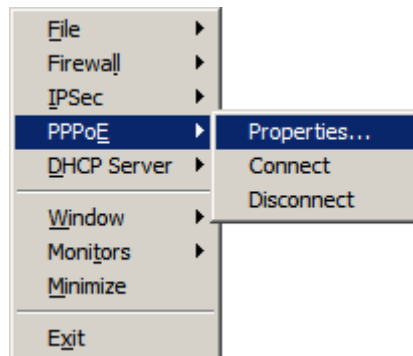 File
Firewall
IPSec
PPPoE
Properties...
DHCP Server
Connect
Disconnect
Window
Monitors
Minimize
Exit